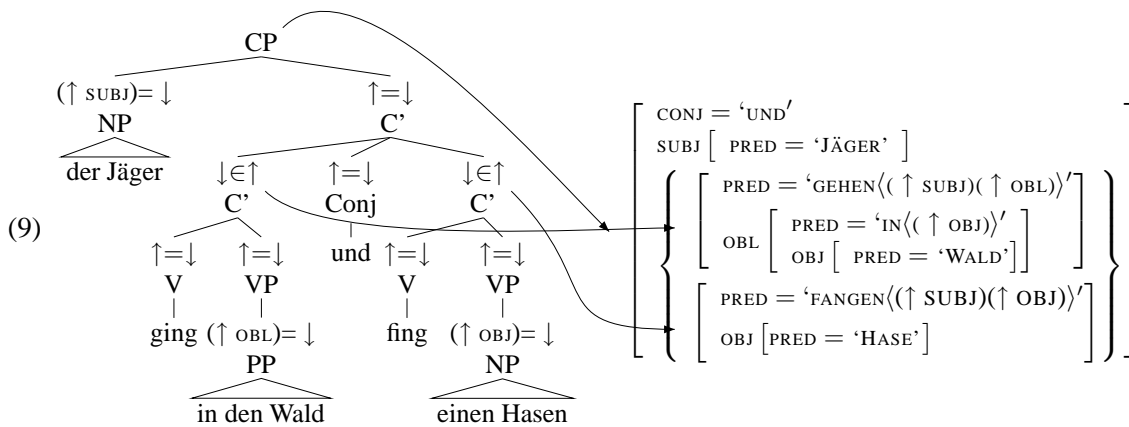 (9)
CP
(↑ SUBJ)= ↓
↑=↓
NP
C'
der Jäger
↓∈↑
↑=↓
↓∈↑
C'
Conj
C'
und
↑=↓
↑=↓
↑=↓
↑=↓
V
VP
V
VP
ging
(↑ OBL)= ↓
fing
(↑ OBJ)= ↓
PP
NP
in den Wald
einen Hasen
CONJ = ‘UND′
SUBJ [ PRED = ‘JÄGER’ ]
PRED = ‘GEHEN⟨(↑ SUBJ)(↑ OBL)⟩′
OBL [ PRED = ‘IN⟨(↑ OBJ)⟩′
OBJ [ PRED = ‘WALD’ ] ]
PRED = ‘FANGEN⟨(↑ SUBJ)(↑ OBJ)⟩′
OBJ [PRED = ‘HASE’]